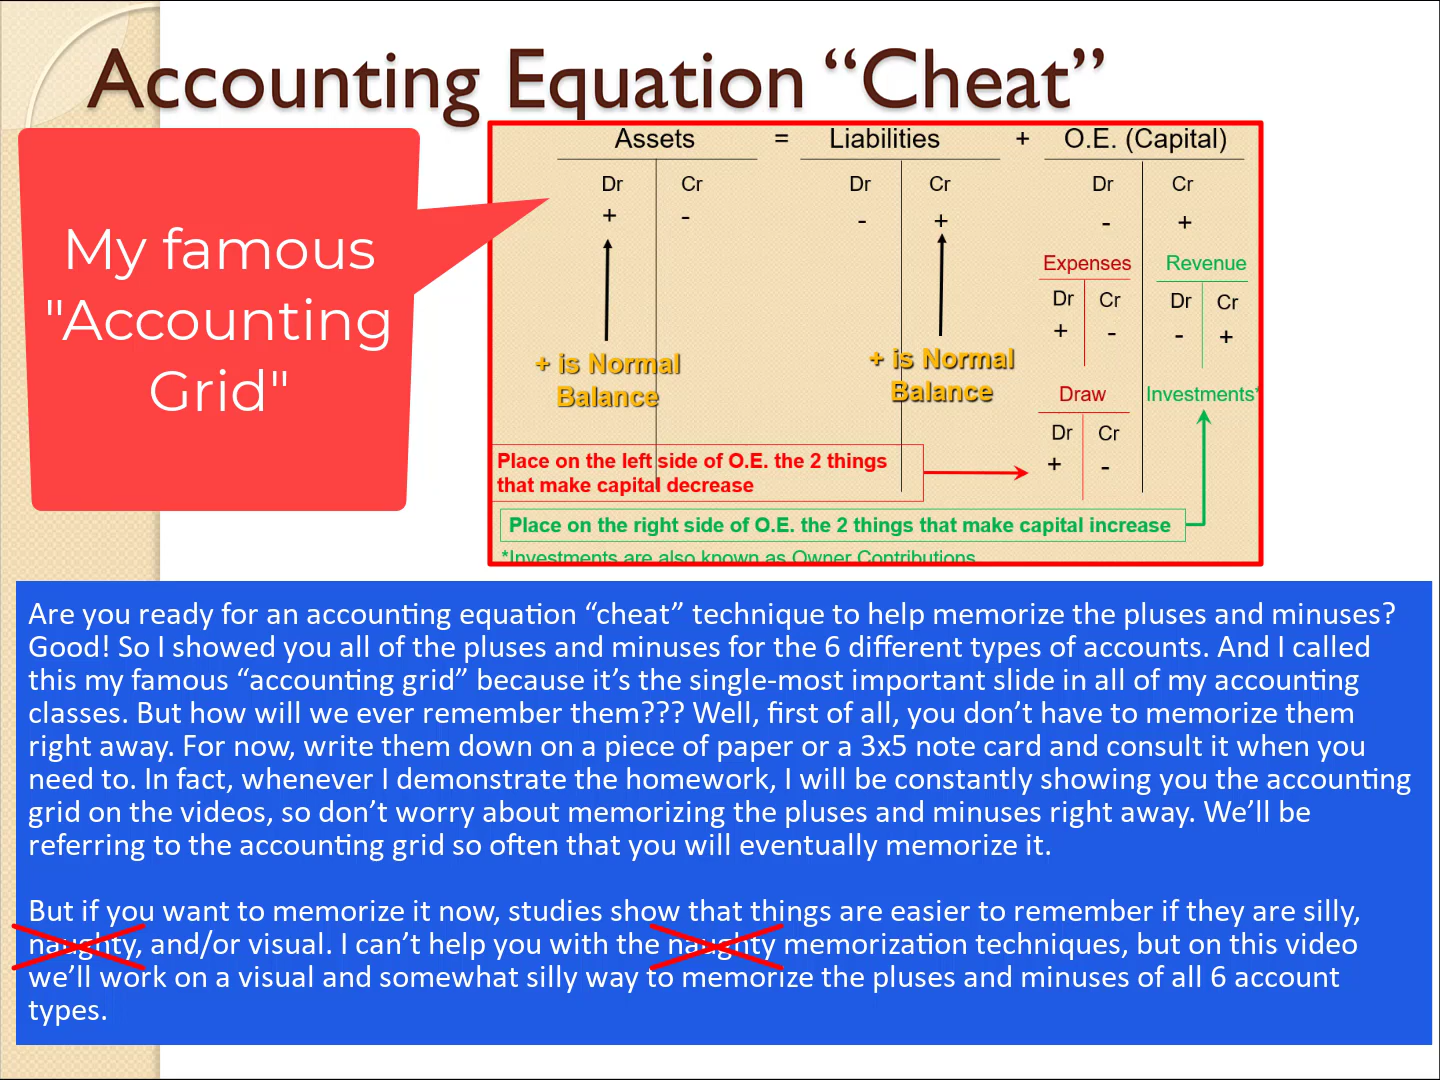 Accounting Equation “Cheat”
My famous
"Accounting
Grid"
Assets = Liabilities + O.E. (Capital)
Dr Cr Dr Cr Dr Cr
+ - - + - +
Expenses Revenue
Dr Cr Dr Cr
+ - - +
+ is Normal
Balance
+ is Normal
Balance
Draw Investments*
Dr Cr
+ -
Place on the left side of O.E. the 2 things
that make capital decrease
Place on the right side of O.E. the 2 things that make capital increase
*Investments are also known as Owner Contributions
Are you ready for an accounting equation “cheat” technique to help memorize the pluses and minuses?
Good! So I showed you all of the pluses and minuses for the 6 different types of accounts. And I called
this my famous “accounting grid” because it’s the single-most important slide in all of my accounting
classes. But how will we ever remember them??? Well, first of all, you don’t have to memorize them
right away. For now, write them down on a piece of paper or a 3x5 note card and consult it when you
need to. In fact, whenever I demonstrate the homework, I will be constantly showing you the accounting
grid on the videos, so don’t worry about memorizing the pluses and minuses right away. We’ll be
referring to the accounting grid so often that you will eventually memorize it.
But if you want to memorize it now, studies show that things are easier to remember if they are silly,
naughty, and/or visual. I can’t help you with the naughty memorization techniques, but on this video
we’ll work on a visual and somewhat silly way to memorize the pluses and minuses of all 6 account
types.